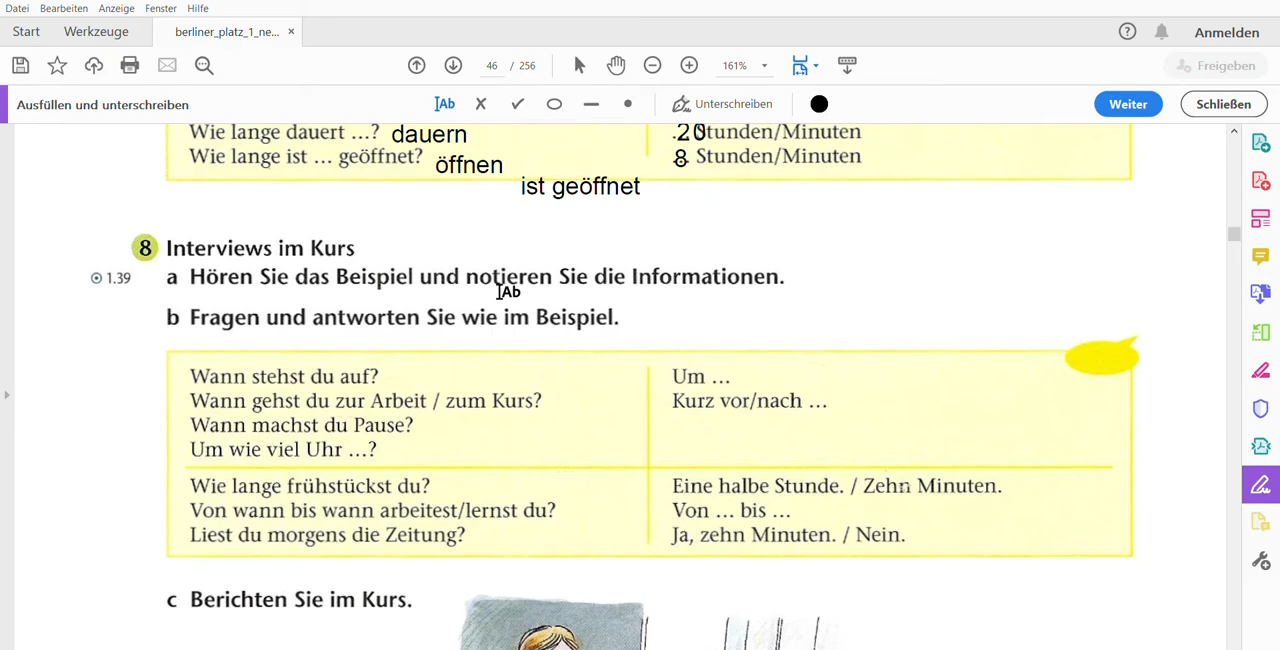 Datei Bearbeiten Anzeige Fenster Hilfe
Start Werkzeuge berliner_platz_1_ne... × Anmelden
46 / 256 161% Freigeben
Ausfüllen und unterschreiben Ab Unterschreiben Weiter Schließen
Wie lange dauert ...? dauern 20 Stunden/Minuten
Wie lange ist ... geöffnet? öffnen 8 Stunden/Minuten
ist geöffnet
8 Interviews im Kurs
1.39 a Hören Sie das Beispiel und notieren Sie die Informationen.
Ab
b Fragen und antworten Sie wie im Beispiel.
Wann stehst du auf? Um ...
Wann gehst du zur Arbeit / zum Kurs? Kurz vor/nach ...
Wann machst du Pause?
Um wie viel Uhr ...?
Wie lange frühstückst du? Eine halbe Stunde. / Zehn Minuten.
Von wann bis wann arbeitest/lernst du? Von ... bis ...
Liest du morgens die Zeitung? Ja, zehn Minuten. / Nein.
c Berichten Sie im Kurs.